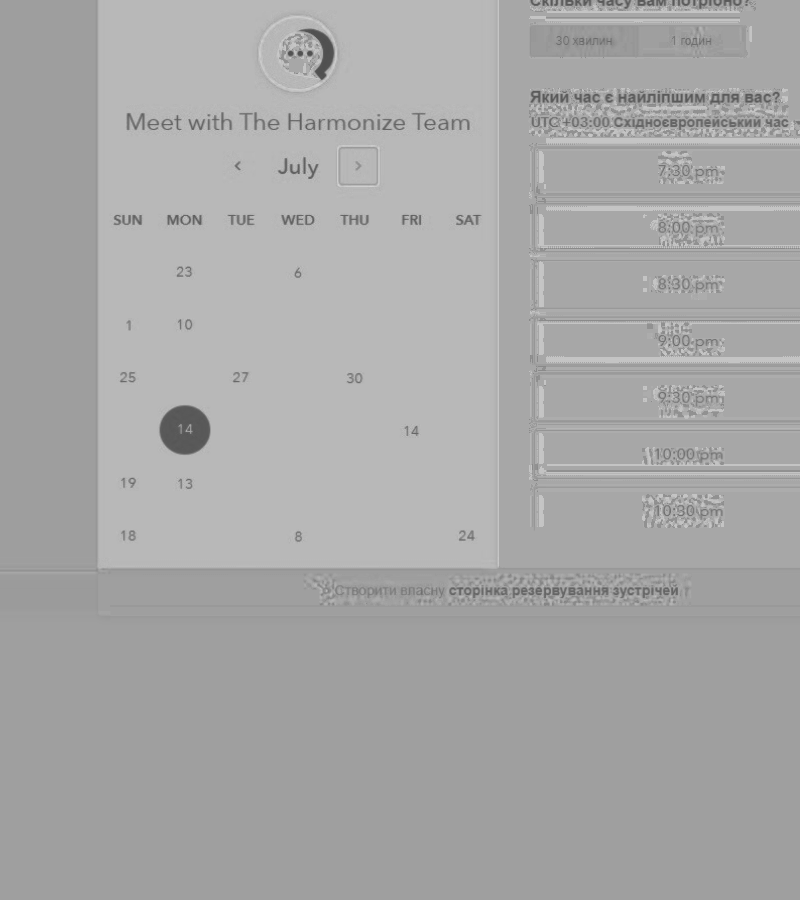 Meet with The Harmonize Team
July
SUN MON TUE WED THU FRI SAT
23 6
1 10
25 27 30
14 14
19 13
18 8 24
Скільки часу вам потрібно?
30 хвилин 1 годин
Який час є найліпшим для вас?
UTC +03:00 Східноєвропейський час
7:30 pm
8:00 pm
8:30 pm
9:00 pm
9:30 pm
10:00 pm
10:30 pm
Створити власну сторінка резервування зустрічей